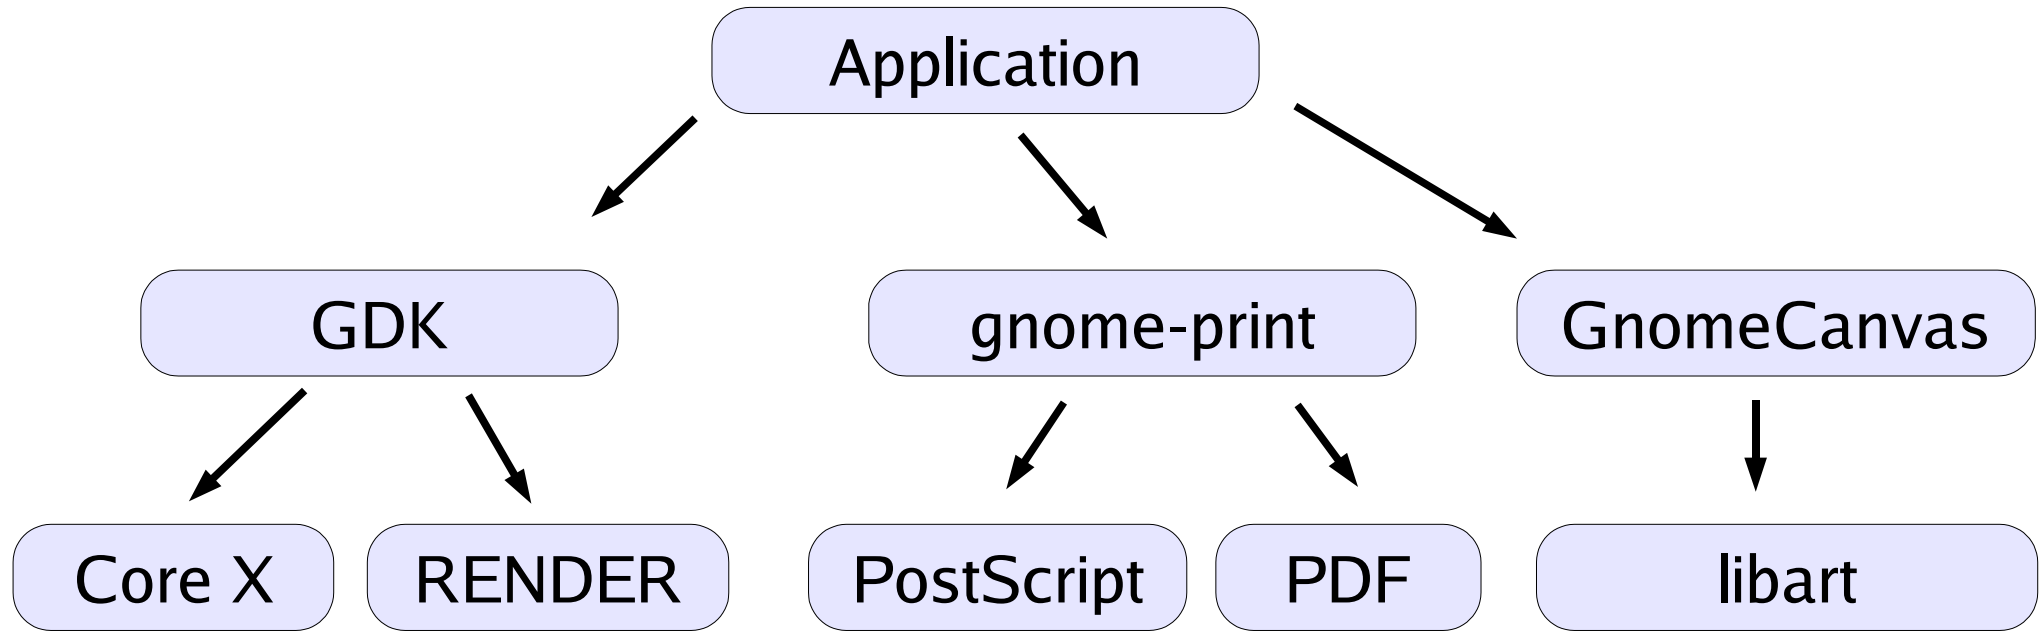 Application
GDK
gnome-print
GnomeCanvas
Core X
RENDER
PostScript
PDF
libart